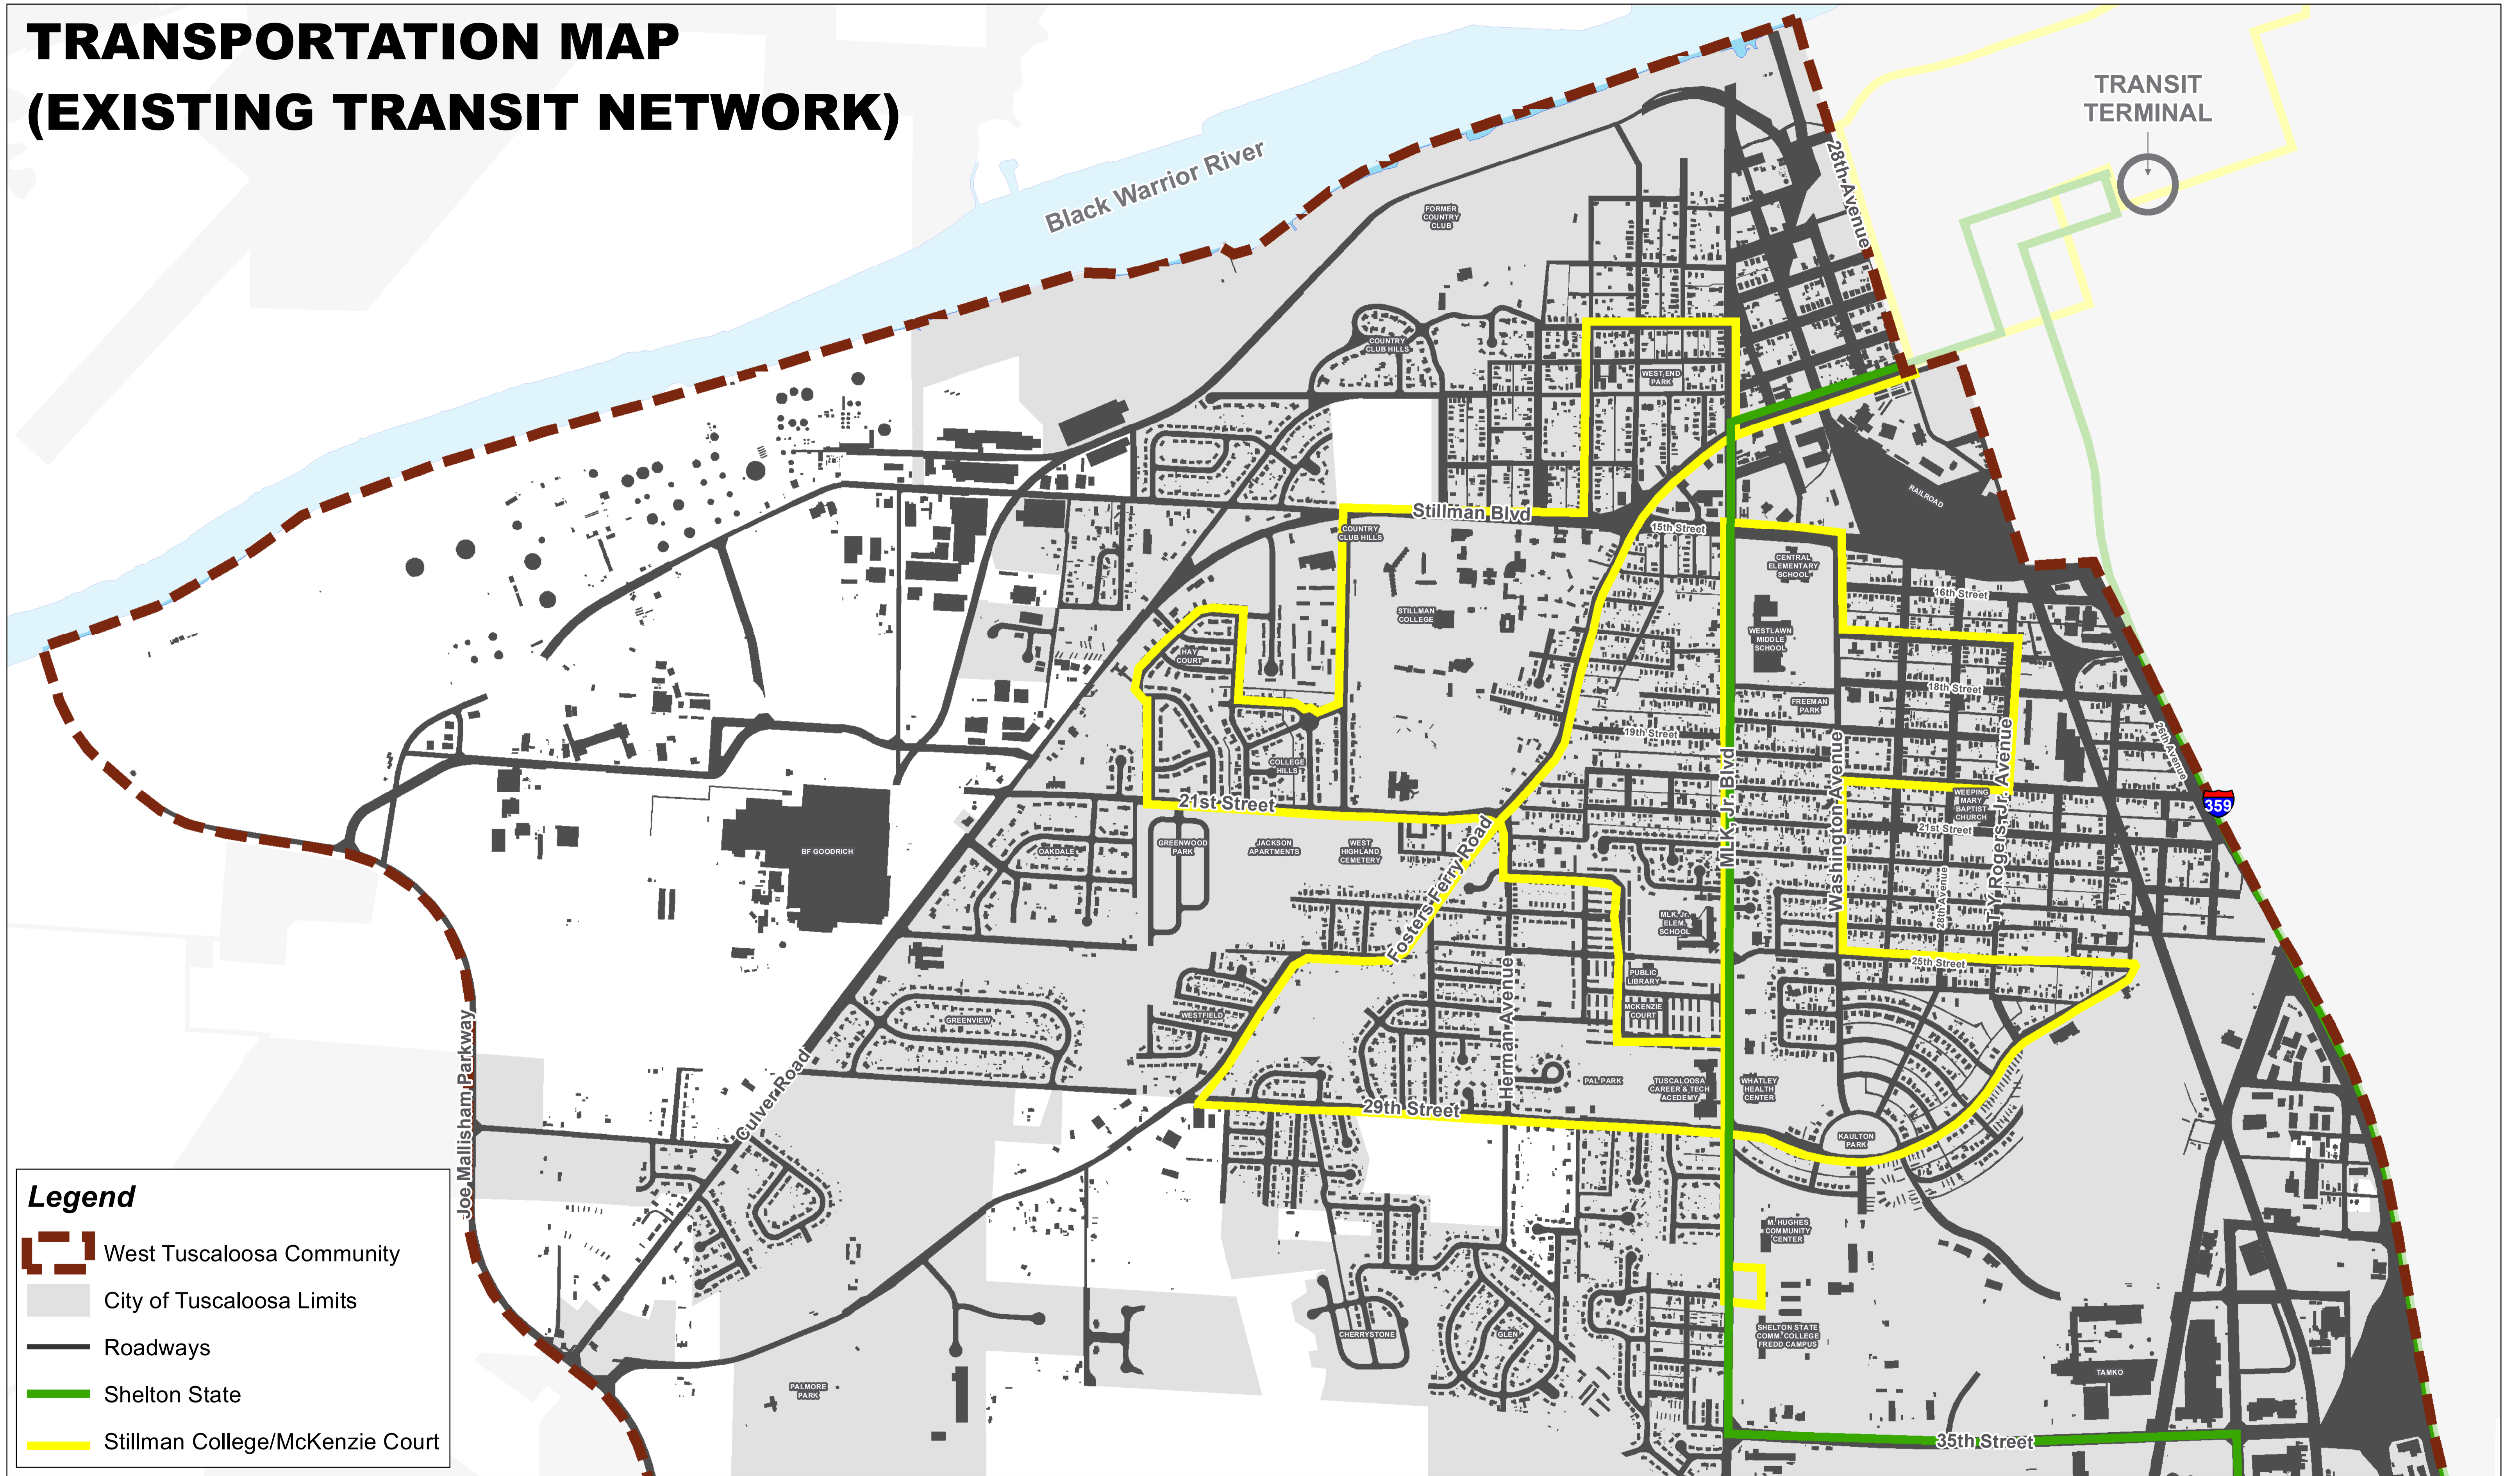 TRANSPORTATION MAP
(EXISTING TRANSIT NETWORK)
TRANSIT
TERMINAL
Black Warrior River
28th Avenue
FORMER
COUNTRY
CLUB
COUNTRY
CLUB HILLS
WEST END
PARK
RAILROAD
Stillman Blvd
15th Street
COUNTRY
CLUB HILLS
CENTRAL
ELEMENTARY
SCHOOL
16th Street
STILLMAN
COLLEGE
WESTLAWN
MIDDLE
SCHOOL
HAY
COURT
18th Street
FREEMAN
PARK
19th Street
26th Avenue
COLLEGE
HILLS
MLK Jr. Blvd
Washington Avenue
T Y Rogers, Jr. Avenue
21st Street
WEEPING
MARY
BAPTIST
CHURCH
359
21st Street
BF GOODRICH
OAKDALE
GREENWOOD
PARK
JACKSON
APARTMENTS
WEST
HIGHLAND
CEMETERY
Fosters Ferry Road
28th Avenue
MLK, Jr.
ELEM
SCHOOL
25th Street
PUBLIC
LIBRARY
MCKENZIE
COURT
Herman Avenue
GREENVIEW
WESTFIELD
Joe Mallisham Parkway
Culver Road
PAL PARK
TUSCALOOSA
CAREER & TECH
ACEDEMY
WHATLEY
HEALTH
CENTER
29th Street
KAULTON
PARK
M. HUGHES
COMMUNITY
CENTER
CHERRYSTONE
GLEN
SHELTON STATE
COMM. COLLEGE
FREDD CAMPUS
TAMKO
PALMORE
PARK
35th Street
Legend
West Tuscaloosa Community
City of Tuscaloosa Limits
Roadways
Shelton State
Stillman College/McKenzie Court